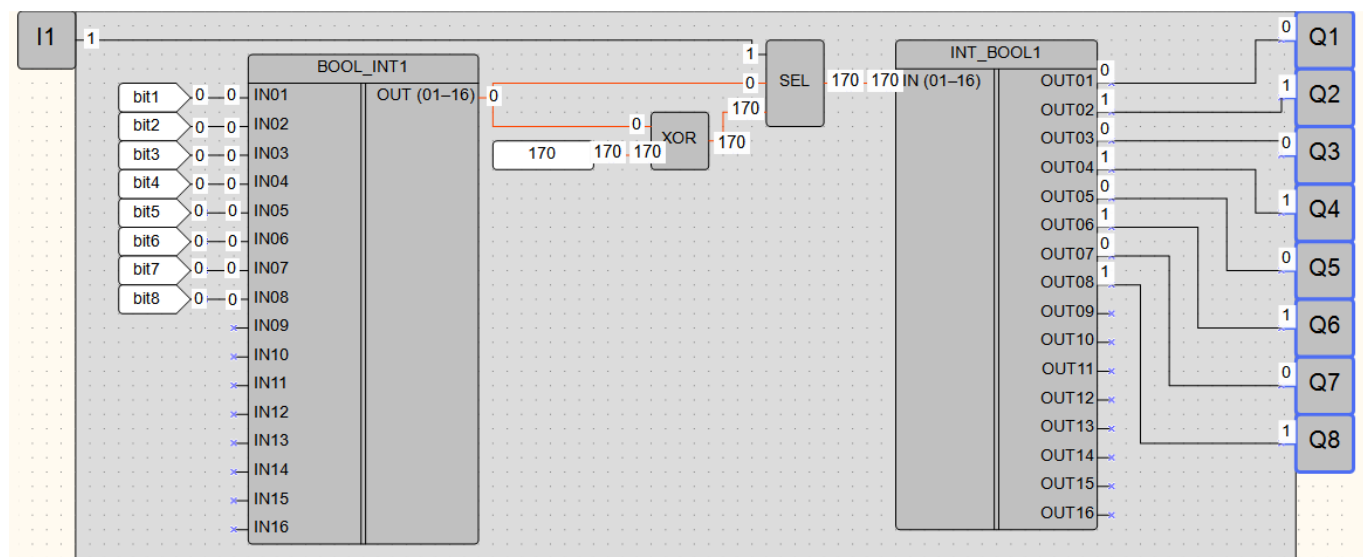 I1
1
BOOL_INT1
IN01
IN02
IN03
IN04
IN05
IN06
IN07
IN08
IN09
IN10
IN11
IN12
IN13
IN14
IN15
IN16
OUT (01–16)
0
bit1 0 0
bit2 0 0
bit3 0 0
bit4 0 0
bit5 0 0
bit6 0 0
bit7 0 0
bit8 0 0
170 170 170
0
XOR
170
1
0
170
SEL
170 170
INT_BOOL1
IN (01–16)
OUT01 0
OUT02 1
OUT03 0
OUT04 1
OUT05 0
OUT06 1
OUT07 0
OUT08 1
OUT09
OUT10
OUT11
OUT12
OUT13
OUT14
OUT15
OUT16
0 Q1
1 Q2
0 Q3
1 Q4
0 Q5
1 Q6
0 Q7
1 Q8